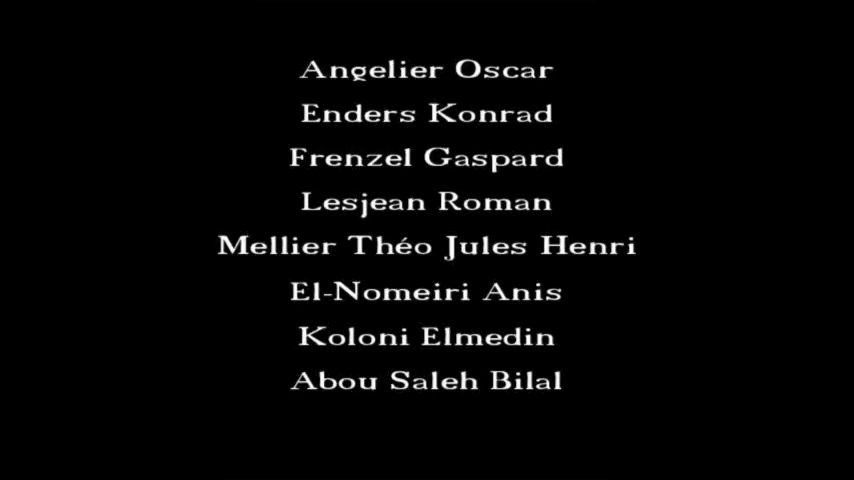 Angelier Oscar
Enders Konrad
Frenzel Gaspard
Lesjean Roman
Mellier Théo Jules Henri
El-Nomeiri Anis
Koloni Elmedin
Abou Saleh Bilal